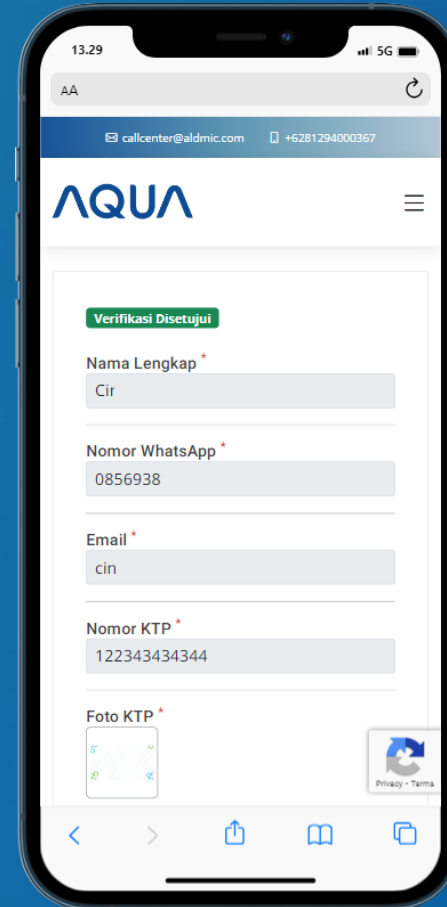 13.29
5G
AA
callcenter@aldmic.com +6281294000367
AQUA
Verifikasi Disetujui
Nama Lengkap *
Cir
Nomor WhatsApp *
0856938
Email *
cin
Nomor KTP *
122343434344
Foto KTP *
Privacy - Terms